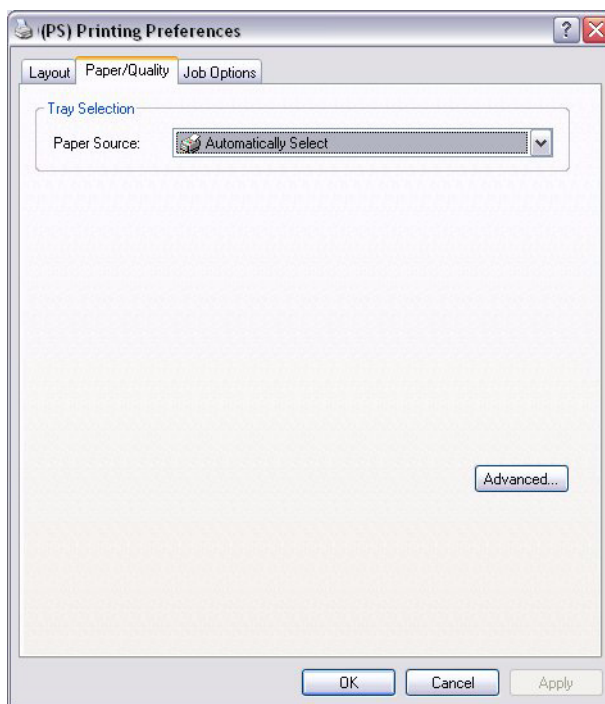 (PS) Printing Preferences
Layout Paper/Quality Job Options
Tray Selection
Paper Source: Automatically Select
Advanced...
OK Cancel Apply